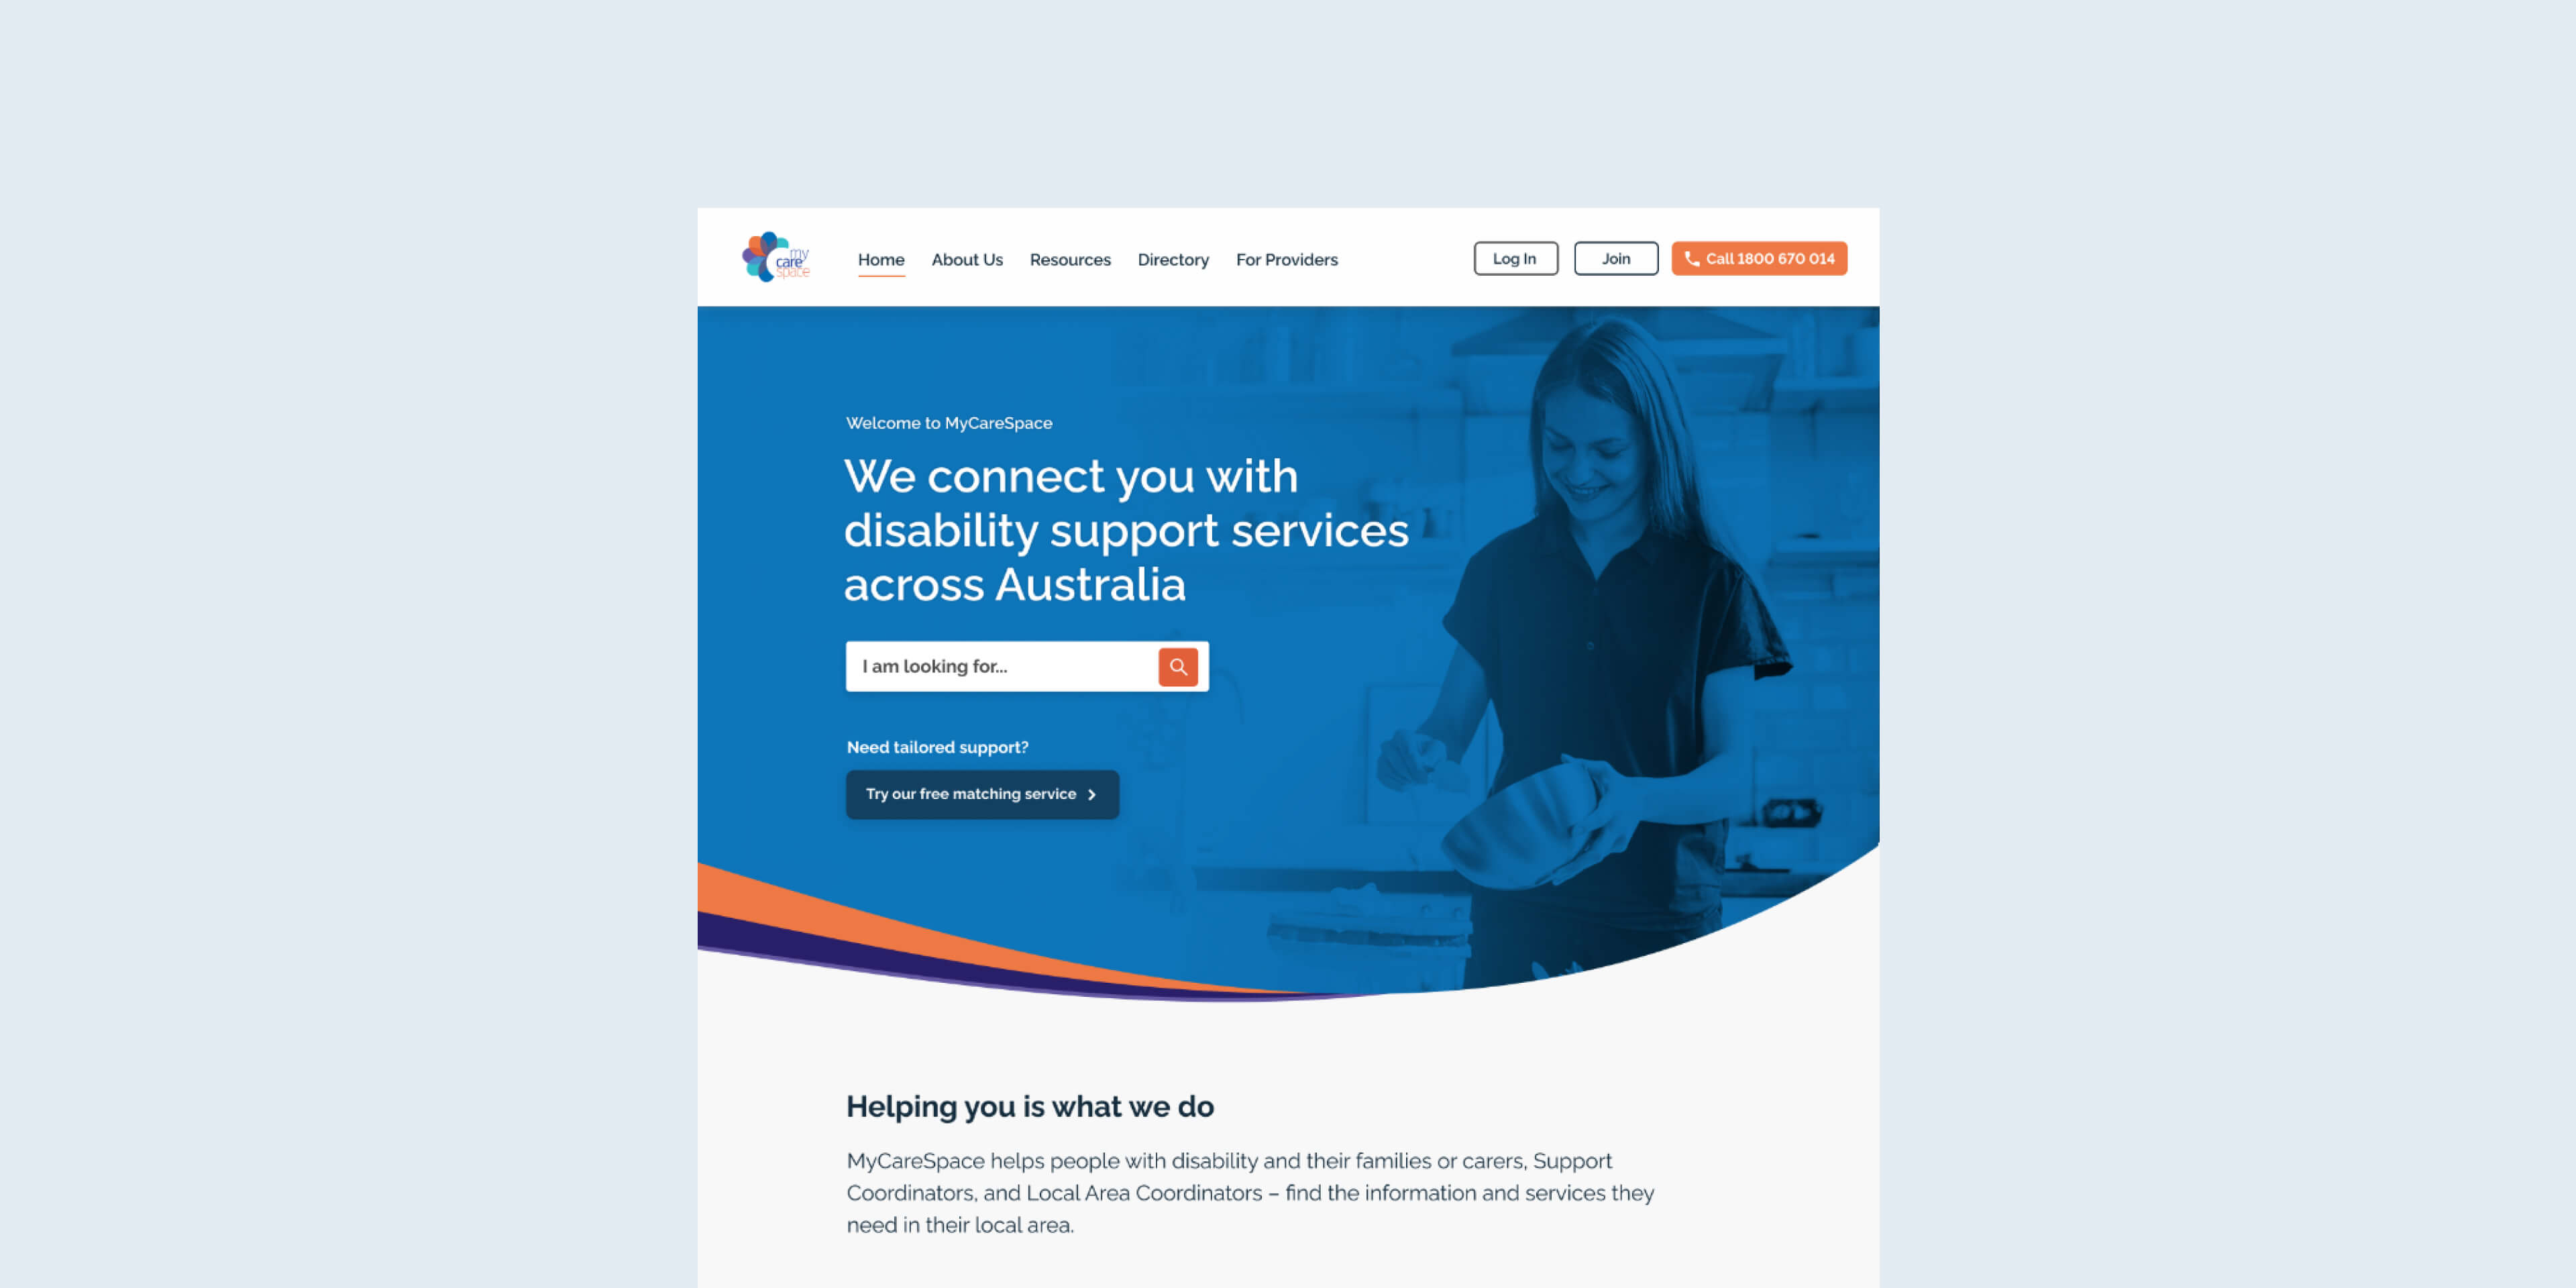 my
care
space
Home About Us Resources Directory For Providers Log In Join Call 1800 670 014
Welcome to MyCareSpace
We connect you with
disability support services
across Australia
I am looking for...
Need tailored support?
Try our free matching service
Helping you is what we do
MyCareSpace helps people with disability and their families or carers, Support
Coordinators, and Local Area Coordinators – find the information and services they
need in their local area.